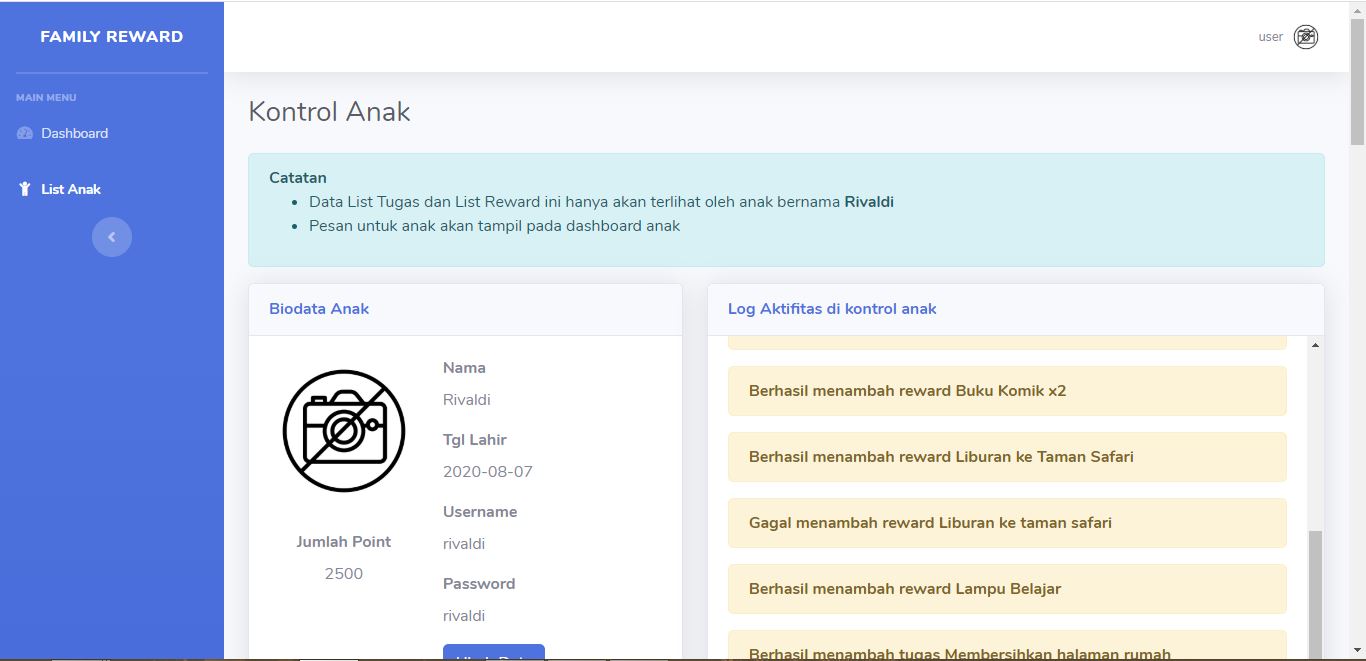 FAMILY REWARD
user
MAIN MENU
Dashboard
List Anak
Kontrol Anak
Catatan
Data List Tugas dan List Reward ini hanya akan terlihat oleh anak bernama Rivaldi
Pesan untuk anak akan tampil pada dashboard anak
Biodata Anak
Nama
Rivaldi
Tgl Lahir
2020-08-07
Username
rivaldi
Password
rivaldi
Jumlah Point
2500
Log Aktifitas di kontrol anak
Berhasil menambah reward Buku Komik x2
Berhasil menambah reward Liburan ke Taman Safari
Gagal menambah reward Liburan ke taman safari
Berhasil menambah reward Lampu Belajar
Berhasil menambah tugas Membersihkan halaman rumah